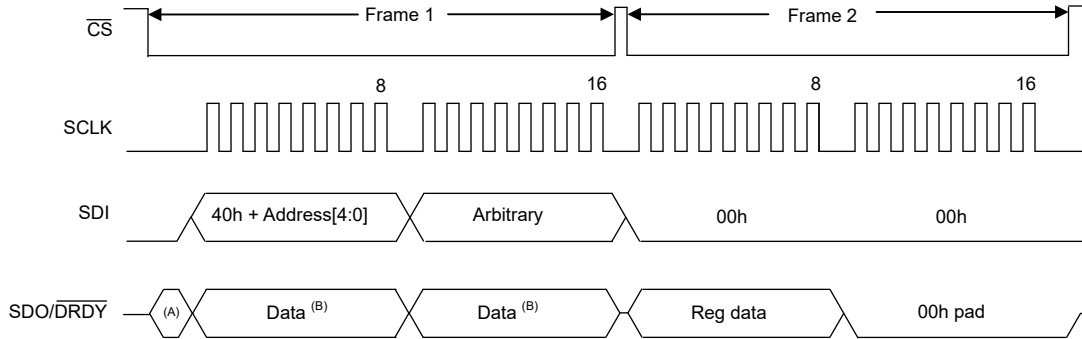 Frame 1
Frame 2
CS
8
16
8
16
SCLK
SDI
40h + Address[4:0]
Arbitrary
00h
00h
SDO/DRDY
(A)
Data (B)
Data (B)
Reg data
00h pad